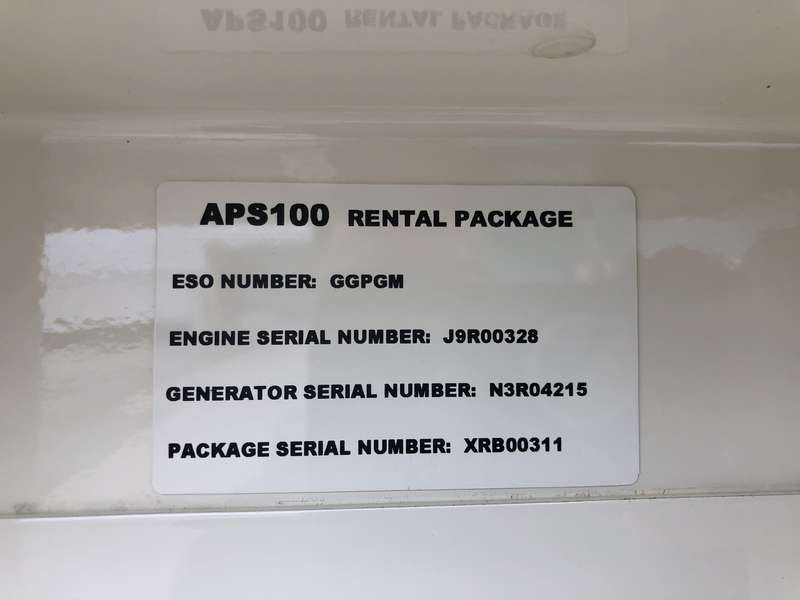 APS100 RENTAL PACKAGE
ESO NUMBER: GGPGM
ENGINE SERIAL NUMBER: J9R00328
GENERATOR SERIAL NUMBER: N3R04215
PACKAGE SERIAL NUMBER: XRB00311